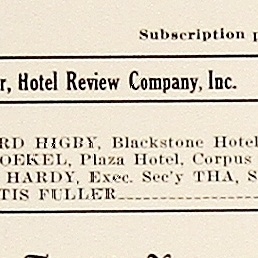 Subscription
r, Hotel Review Company, Inc.
RD HIGBY, Blackstone Hotel
OEKEL, Plaza Hotel, Corpus
HARDY, Exec. Sec'y THA, S
TIS FULLER